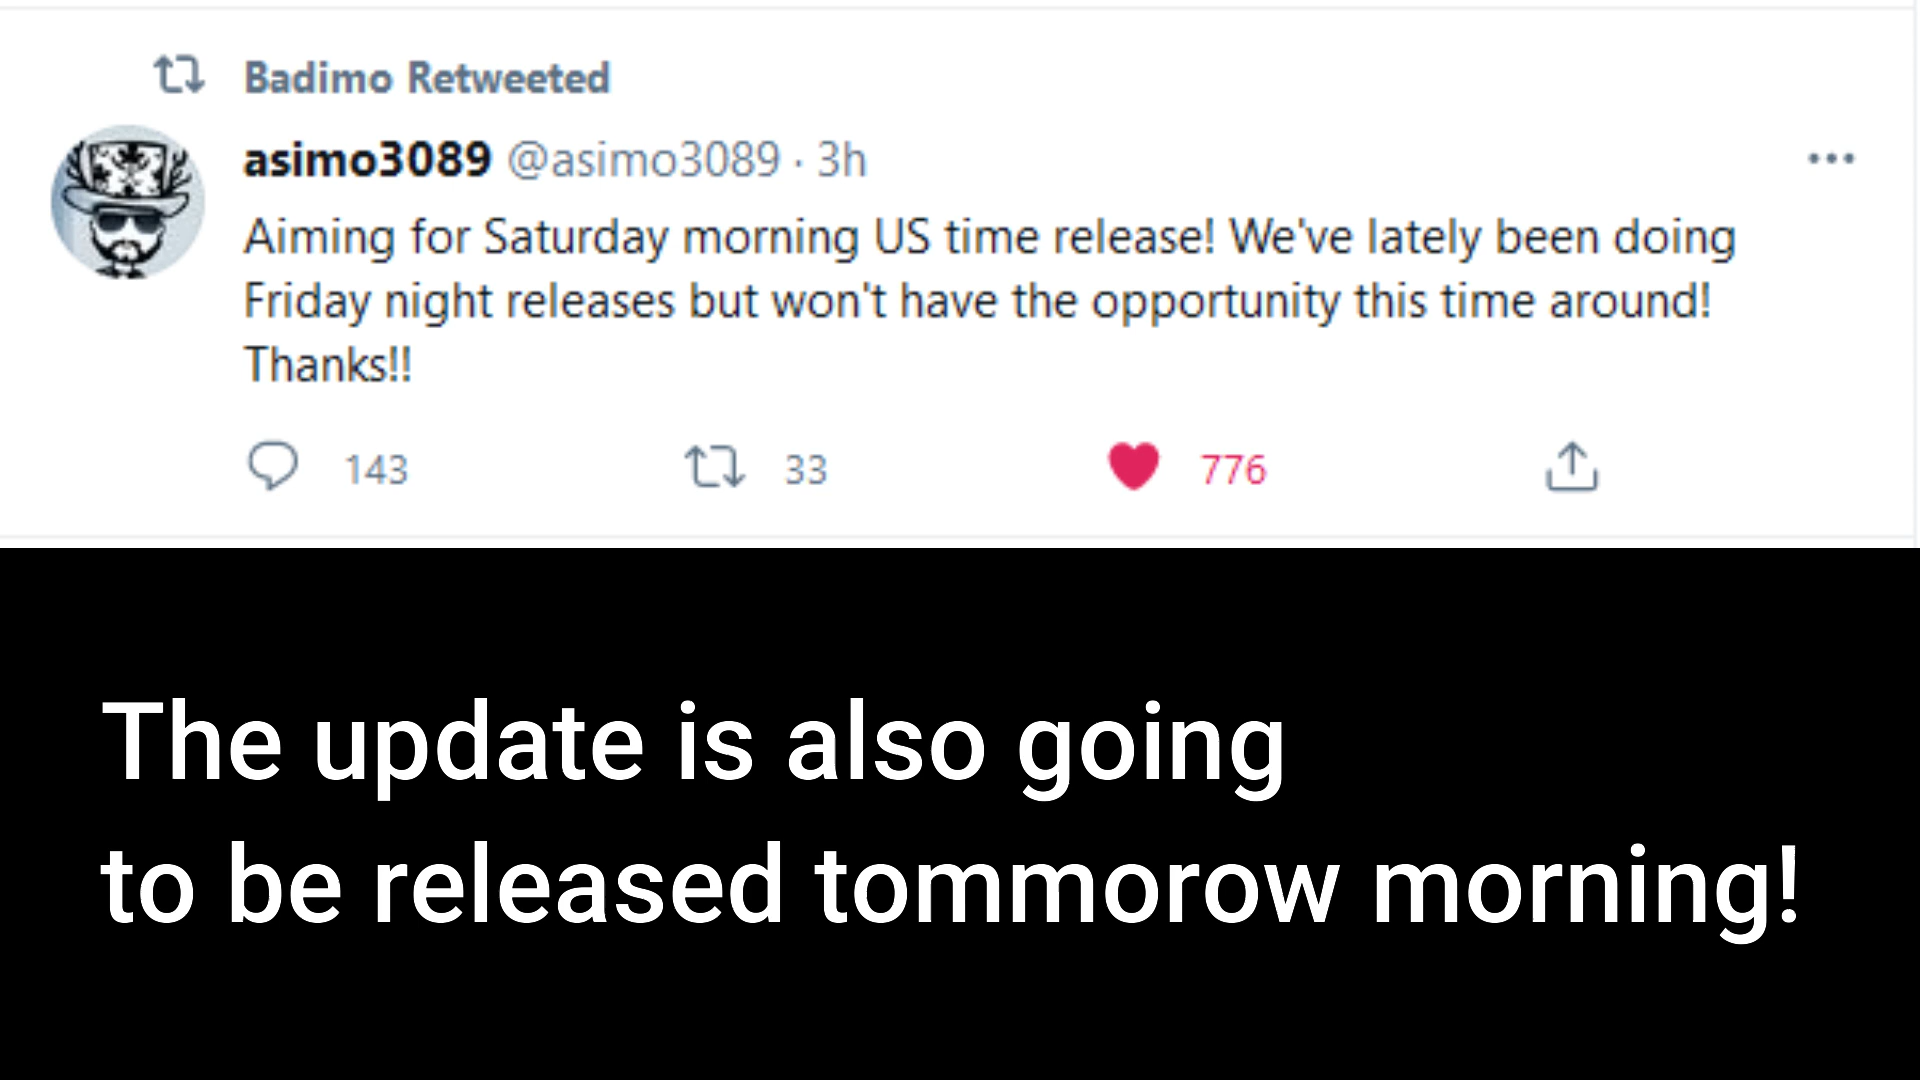 Badimo Retweeted
asimo3089 @asimo3089 · 3h
Aiming for Saturday morning US time release! We've lately been doing
Friday night releases but won't have the opportunity this time around!
Thanks!!
143 33 776
The update is also going
to be released tommorow morning!